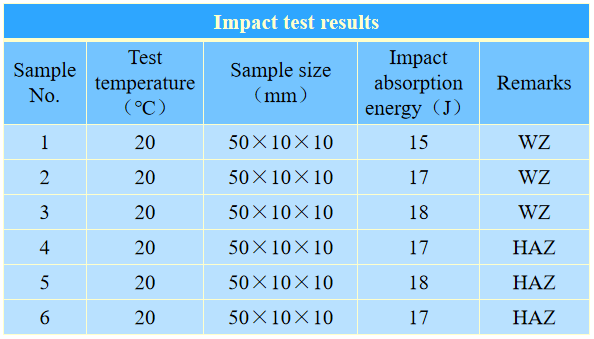 Impact test results
Sample No. Test temperature （℃） Sample size （mm） Impact absorption energy（J） Remarks
1 20 50×10×10 15 WZ
2 20 50×10×10 17 WZ
3 20 50×10×10 18 WZ
4 20 50×10×10 17 HAZ
5 20 50×10×10 18 HAZ
6 20 50×10×10 17 HAZ